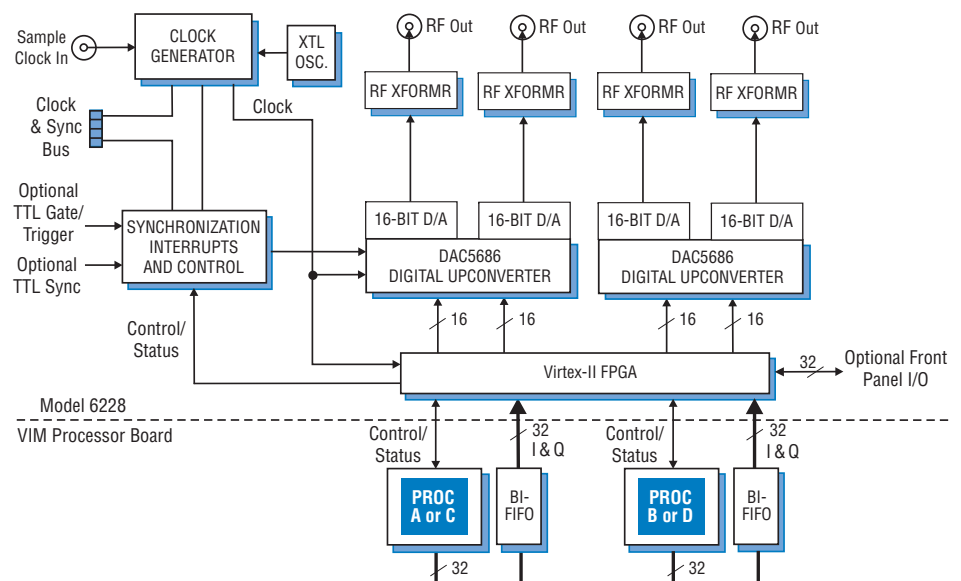 Sample
Clock In
CLOCK
GENERATOR
XTL
OSC.
RF Out
RF Out
RF Out
RF Out
RF XFORMR
RF XFORMR
RF XFORMR
RF XFORMR
Clock
& Sync
Bus
Clock
Optional
TTL Gate/
Trigger
Optional
TTL Sync
SYNCHRONIZATION
INTERRUPTS
AND CONTROL
16-BIT D/A
16-BIT D/A
16-BIT D/A
16-BIT D/A
DAC5686
DIGITAL UPCONVERTER
DAC5686
DIGITAL UPCONVERTER
16
16
16
16
Control/
Status
Virtex-II FPGA
32
Optional Front
Panel I/O
Model 6228
VIM Processor Board
Control/
Status
32
I & Q
Control/
Status
32
I & Q
PROC
A or C
BI-
FIFO
PROC
B or D
BI-
FIFO
32
32